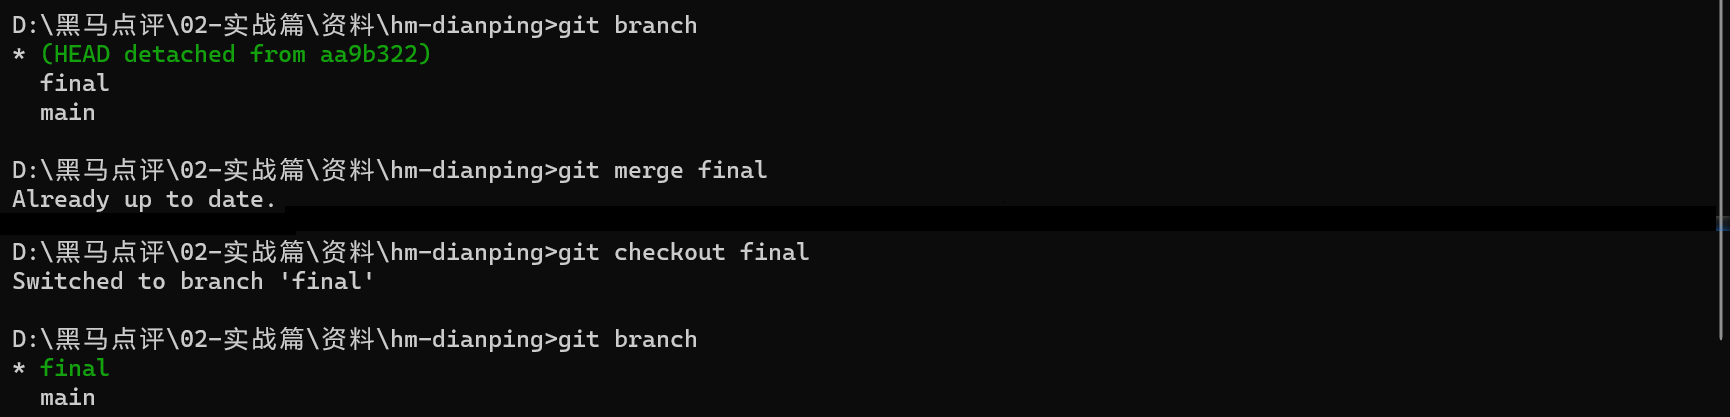 D:\黑马点评\02-实战篇\资料\hm-dianping>git branch
* (HEAD detached from aa9b322)
  final
  main
D:\黑马点评\02-实战篇\资料\hm-dianping>git merge final
Already up to date.
D:\黑马点评\02-实战篇\资料\hm-dianping>git checkout final
Switched to branch 'final'
D:\黑马点评\02-实战篇\资料\hm-dianping>git branch
* final
  main